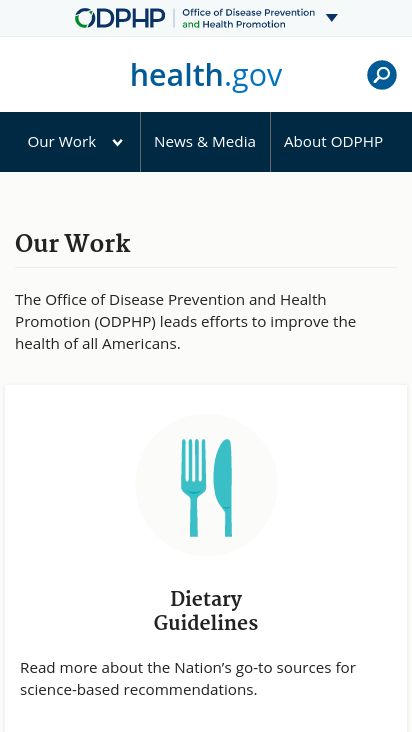 ODPHP
Office of Disease Prevention
and Health Promotion
health.gov
Our Work
News & Media
About ODPHP
Our Work
The Office of Disease Prevention and Health
Promotion (ODPHP) leads efforts to improve the
health of all Americans.
Dietary
Guidelines
Read more about the Nation’s go-to sources for
science-based recommendations.